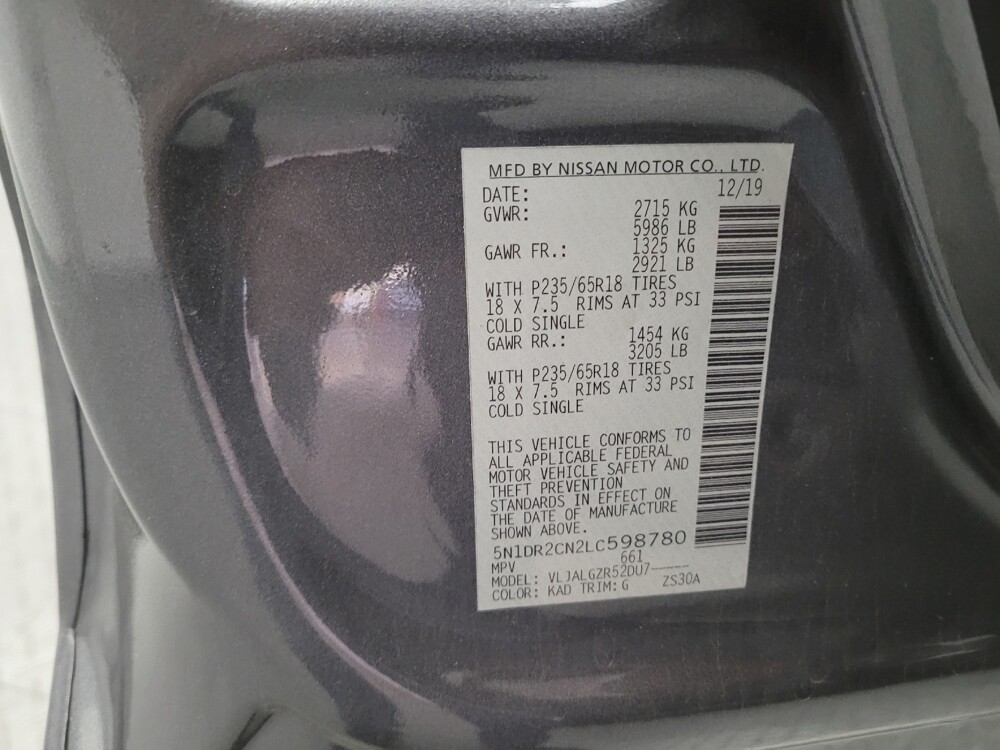 MFD BY NISSAN MOTOR CO., LTD.
DATE: 12/19
GVWR: 2715 KG
5986 LB
GAWR FR.: 1325 KG
2921 LB
WITH P235/65R18 TIRES
18 X 7.5 RIMS AT 33 PSI
COLD SINGLE
GAWR RR.: 1454 KG
3205 LB
WITH P235/65R18 TIRES
18 X 7.5 RIMS AT 33 PSI
COLD SINGLE
THIS VEHICLE CONFORMS TO
ALL APPLICABLE FEDERAL
MOTOR VEHICLE SAFETY AND
THEFT PREVENTION
STANDARDS IN EFFECT ON
THE DATE OF MANUFACTURE
SHOWN ABOVE.
5N1DR2CN2LC598780
MPV 661
MODEL: VLJALGZR52DU7-----
COLOR: KAD TRIM: G ZS30A